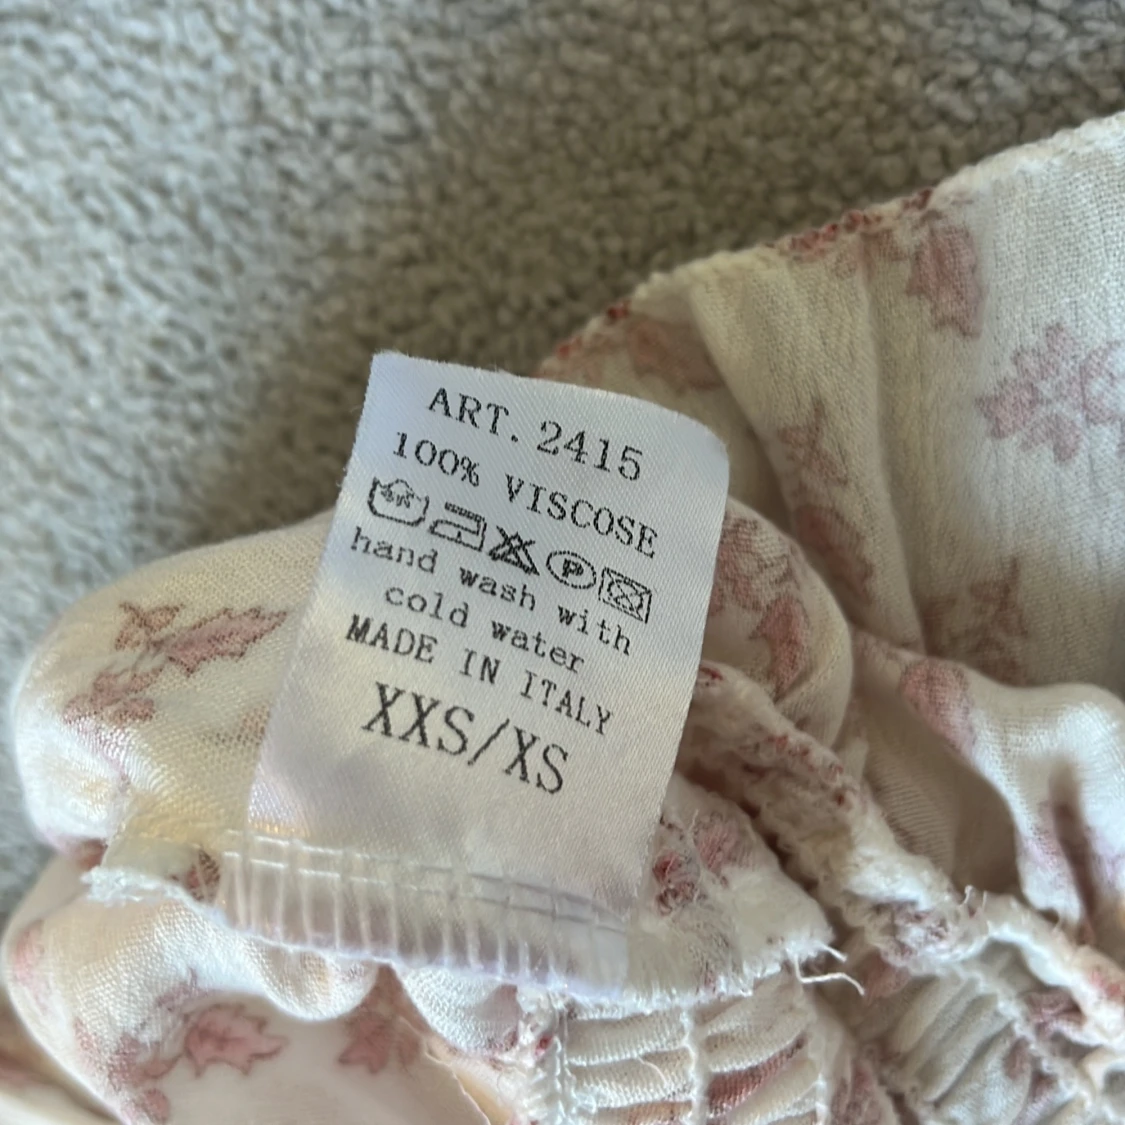 ART. 2415
100% VISCOSE
P
hand wash with
cold water
MADE IN ITALY
XXS/XS